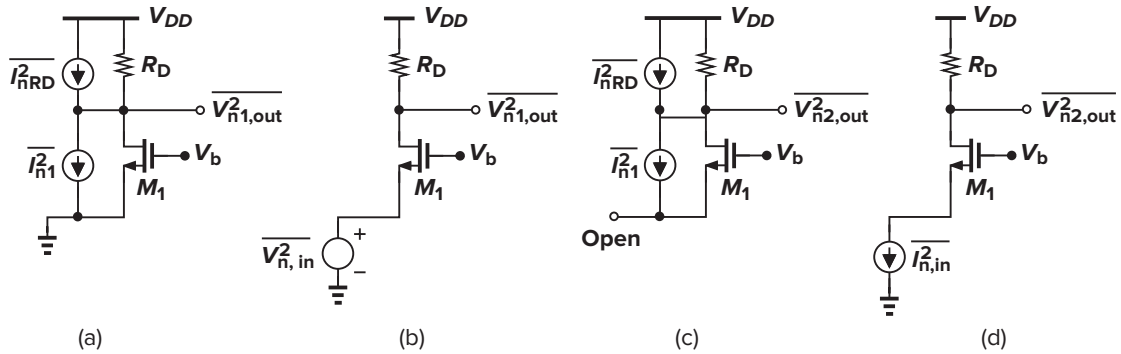 V_DD V_DD V_DD V_DD
I²_nRD R_D R_D I²_nRD R_D R_D
V²_n1,out V²_n1,out V²_n2,out V²_n2,out
I²_n1 V_b V_b I²_n1 V_b V_b
M_1 M_1 M_1 M_1
Open
V²_n, in + − I²_n,in
(a) (b) (c) (d)